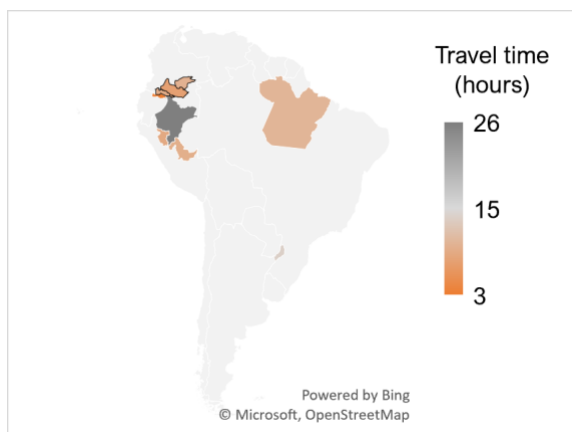 Travel time
(hours)
26
15
3
Powered by Bing
© Microsoft, OpenStreetMap